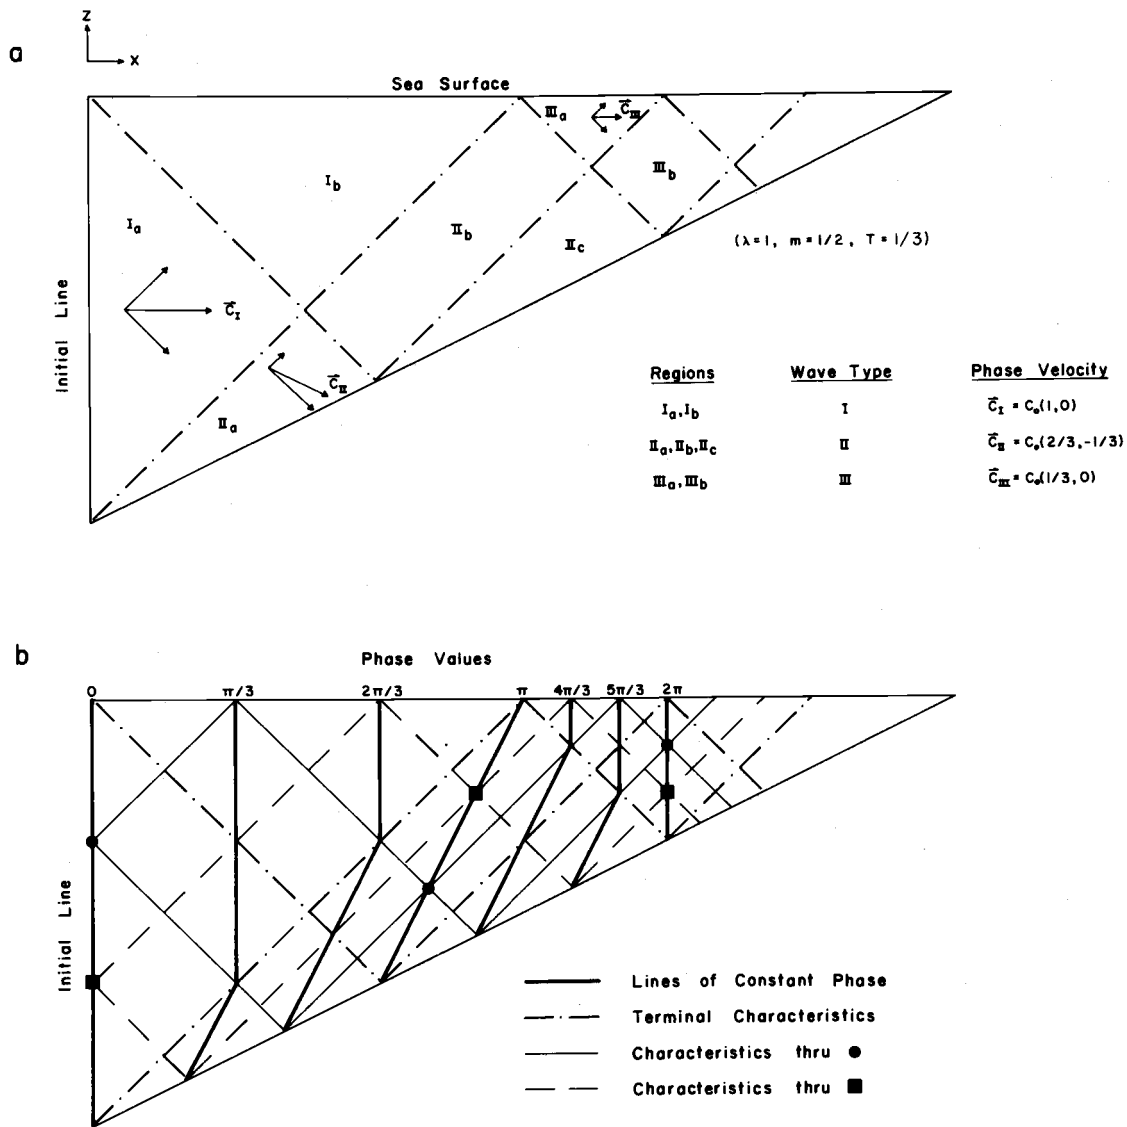 a
Z
X
Sea Surface
IIIa
C⃗III
Ib
Ia
IIb
IIIb
IIc
(λ=1, m=1/2, T=1/3)
C⃗I
Initial Line
C⃗II
IIa
Regions Wave Type Phase Velocity
Ia,Ib I C⃗I = C₀(1,0)
IIa,IIb,IIc II C⃗II = C₀(2/3,-1/3)
IIIa,IIIb III C⃗III = C₀(1/3,0)
b
Phase Values
0 π/3 2π/3 π 4π/3 5π/3 2π
Initial Line
Lines of Constant Phase
Terminal Characteristics
Characteristics thru ●
Characteristics thru ■